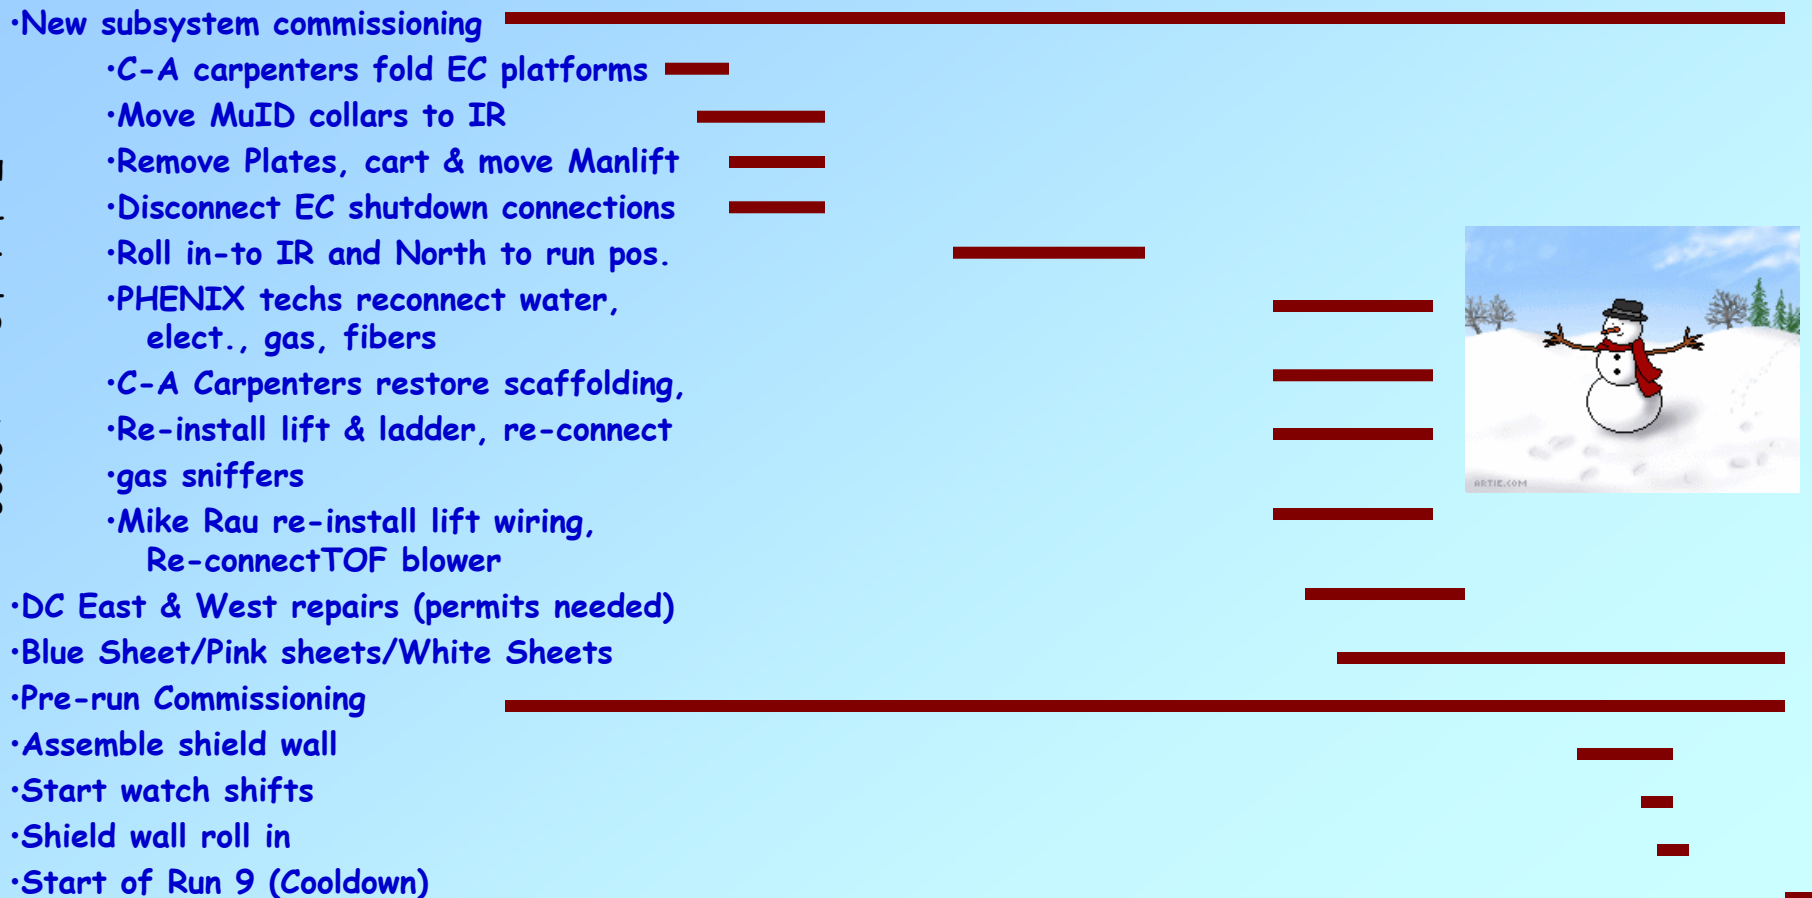 •New subsystem commissioning
•C-A carpenters fold EC platforms
•Move MuID collars to IR
•Remove Plates, cart & move Manlift
•Disconnect EC shutdown connections
•Roll in-to IR and North to run pos.
•PHENIX techs reconnect water,
elect., gas, fibers
•C-A Carpenters restore scaffolding,
•Re-install lift & ladder, re-connect
•gas sniffers
•Mike Rau re-install lift wiring,
Re-connectTOF blower
•DC East & West repairs (permits needed)
•Blue Sheet/Pink sheets/White Sheets
•Pre-run Commissioning
•Assemble shield wall
•Start watch shifts
•Shield wall roll in
•Start of Run 9 (Cooldown)
ARTIE.COM